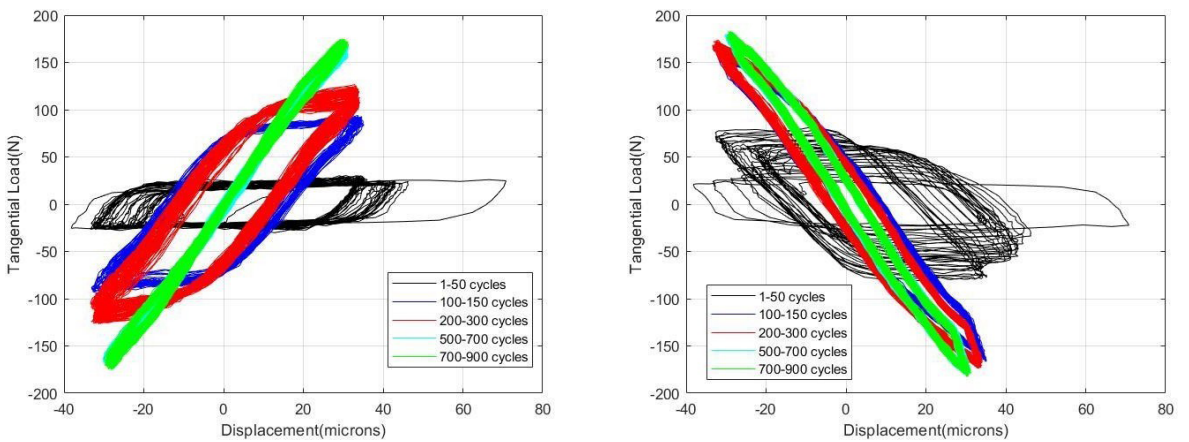 200
150
100
50
0
-50
-100
-150
-200
-40
-20
0
20
40
60
80
Tangential Load(N)
Displacement(microns)
1-50 cycles
100-150 cycles
200-300 cycles
500-700 cycles
700-900 cycles
200
150
100
50
0
-50
-100
-150
-200
-40
-20
0
20
40
60
80
Tangential Load(N)
Displacement(microns)
1-50 cycles
100-150 cycles
200-300 cycles
500-700 cycles
700-900 cycles